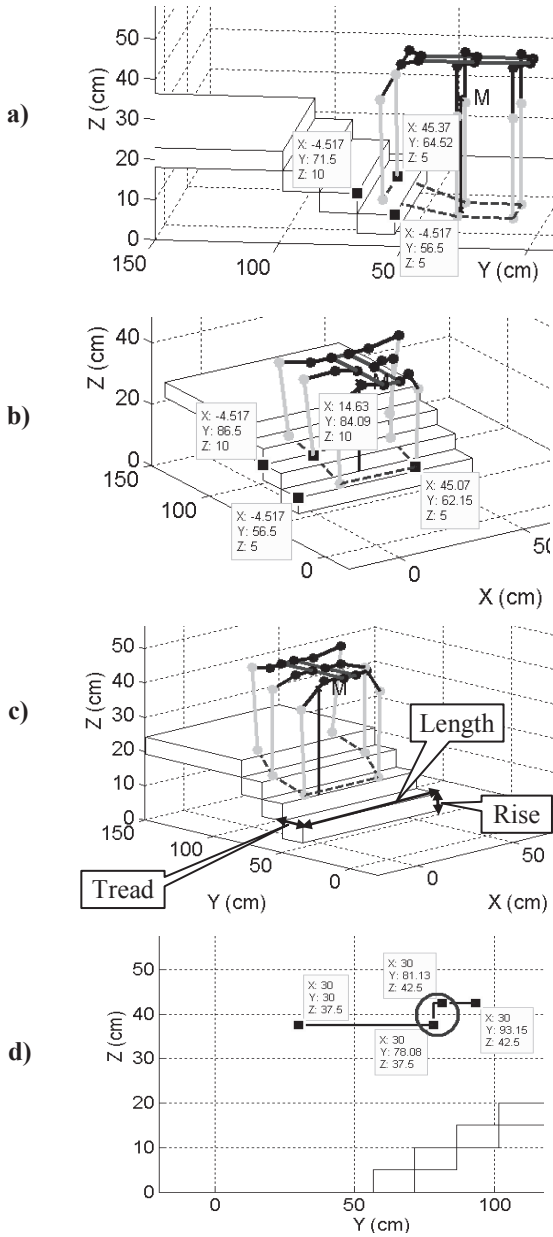 a)
Z (cm)
50
40
30
20
10
0
150
100
50
Y (cm)
M
X: -4.517
Y: 71.5
Z: 10
X: 45.37
Y: 64.52
Z: 5
X: -4.517
Y: 56.5
Z: 5
b)
Z (cm)
40
20
0
150
100
0
0
50
X (cm)
M
X: -4.517
Y: 86.5
Z: 10
X: 14.63
Y: 84.09
Z: 10
X: -4.517
Y: 56.5
Z: 5
X: 45.07
Y: 62.15
Z: 5
c)
Z (cm)
50
40
30
20
10
0
150
100
50
0
Y (cm)
0
50
X (cm)
M
Length
Rise
Tread
d)
Z (cm)
50
40
30
20
10
0
0
50
100
Y (cm)
X: 30
Y: 30
Z: 37.5
X: 30
Y: 81.13
Z: 42.5
X: 30
Y: 78.08
Z: 37.5
X: 30
Y: 93.15
Z: 42.5